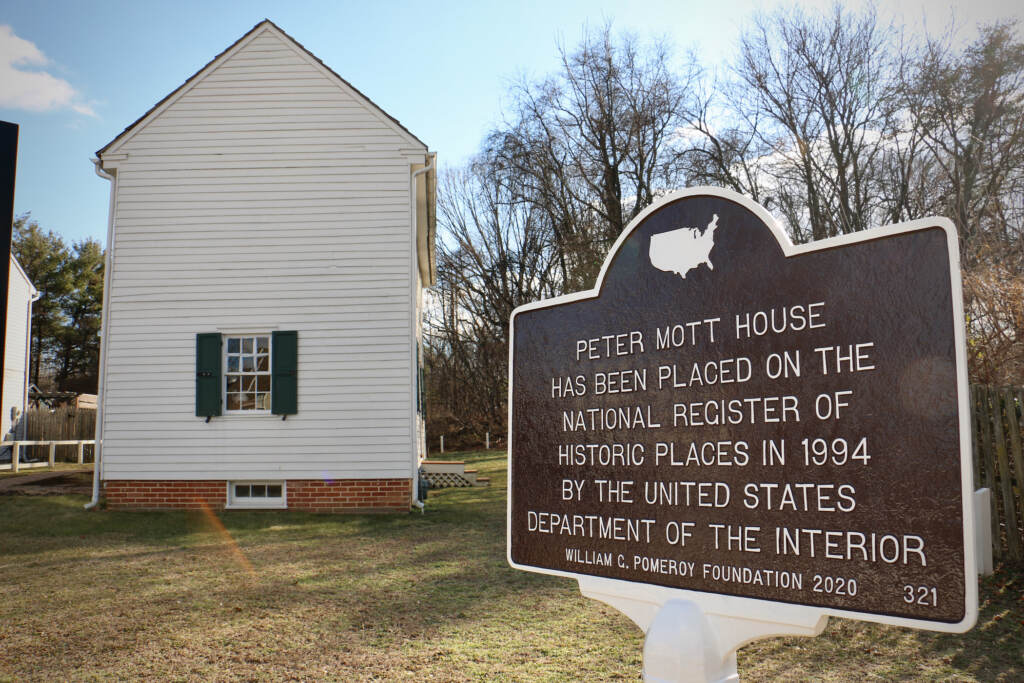 PETER MOTT HOUSE
HAS BEEN PLACED ON THE
NATIONAL REGISTER OF
HISTORIC PLACES IN 1994
BY THE UNITED STATES
DEPARTMENT OF THE INTERIOR
WILLIAM G. POMEROY FOUNDATION 2020 321